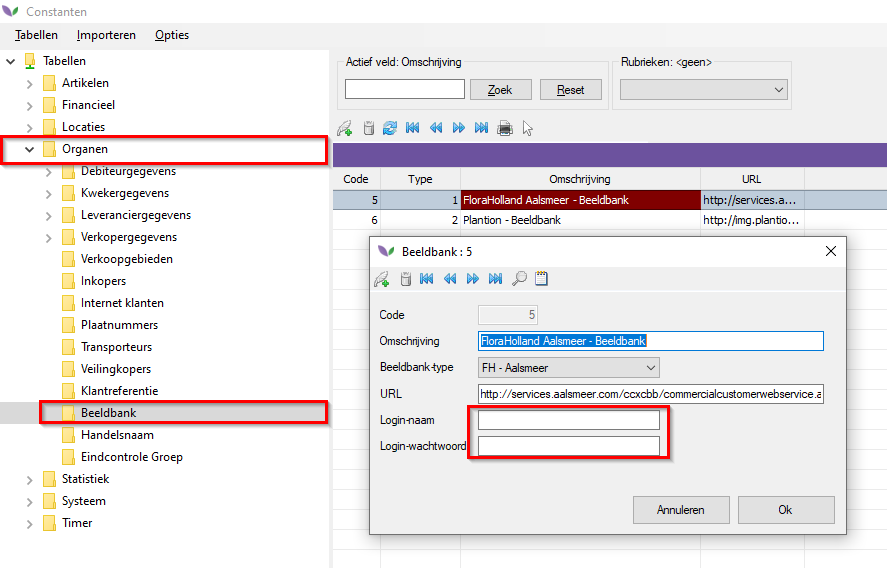 Constanten
Tabellen Importeren Opties
Tabellen
Artikelen
Financieel
Locaties
Organen
Debiteurgegevens
Kwekergegevens
Leveranciergegevens
Verkopergegevens
Verkoopgebieden
Inkopers
Internet klanten
Plaatnummers
Transporteurs
Veilingkopers
Klantreferentie
Beeldbank
Handelsnaam
Eindcontrole Groep
Statistiek
Systeem
Timer
Actief veld: Omschrijving
Zoek Reset
Rubrieken: <geen>
Code Type Omschrijving URL
5 1 FloraHolland Aalsmeer - Beeldbank http://services.a...
6 2 Plantion - Beeldbank http://img.plantio...
Beeldbank : 5
Code 5
Omschrijving FloraHolland Aalsmeer - Beeldbank
Beeldbank-type FH - Aalsmeer
URL http://services.aalsmeer.com/ccxcbb/commercialcustomerwebservice.a
Login-naam
Login-wachtwoord
Annuleren Ok